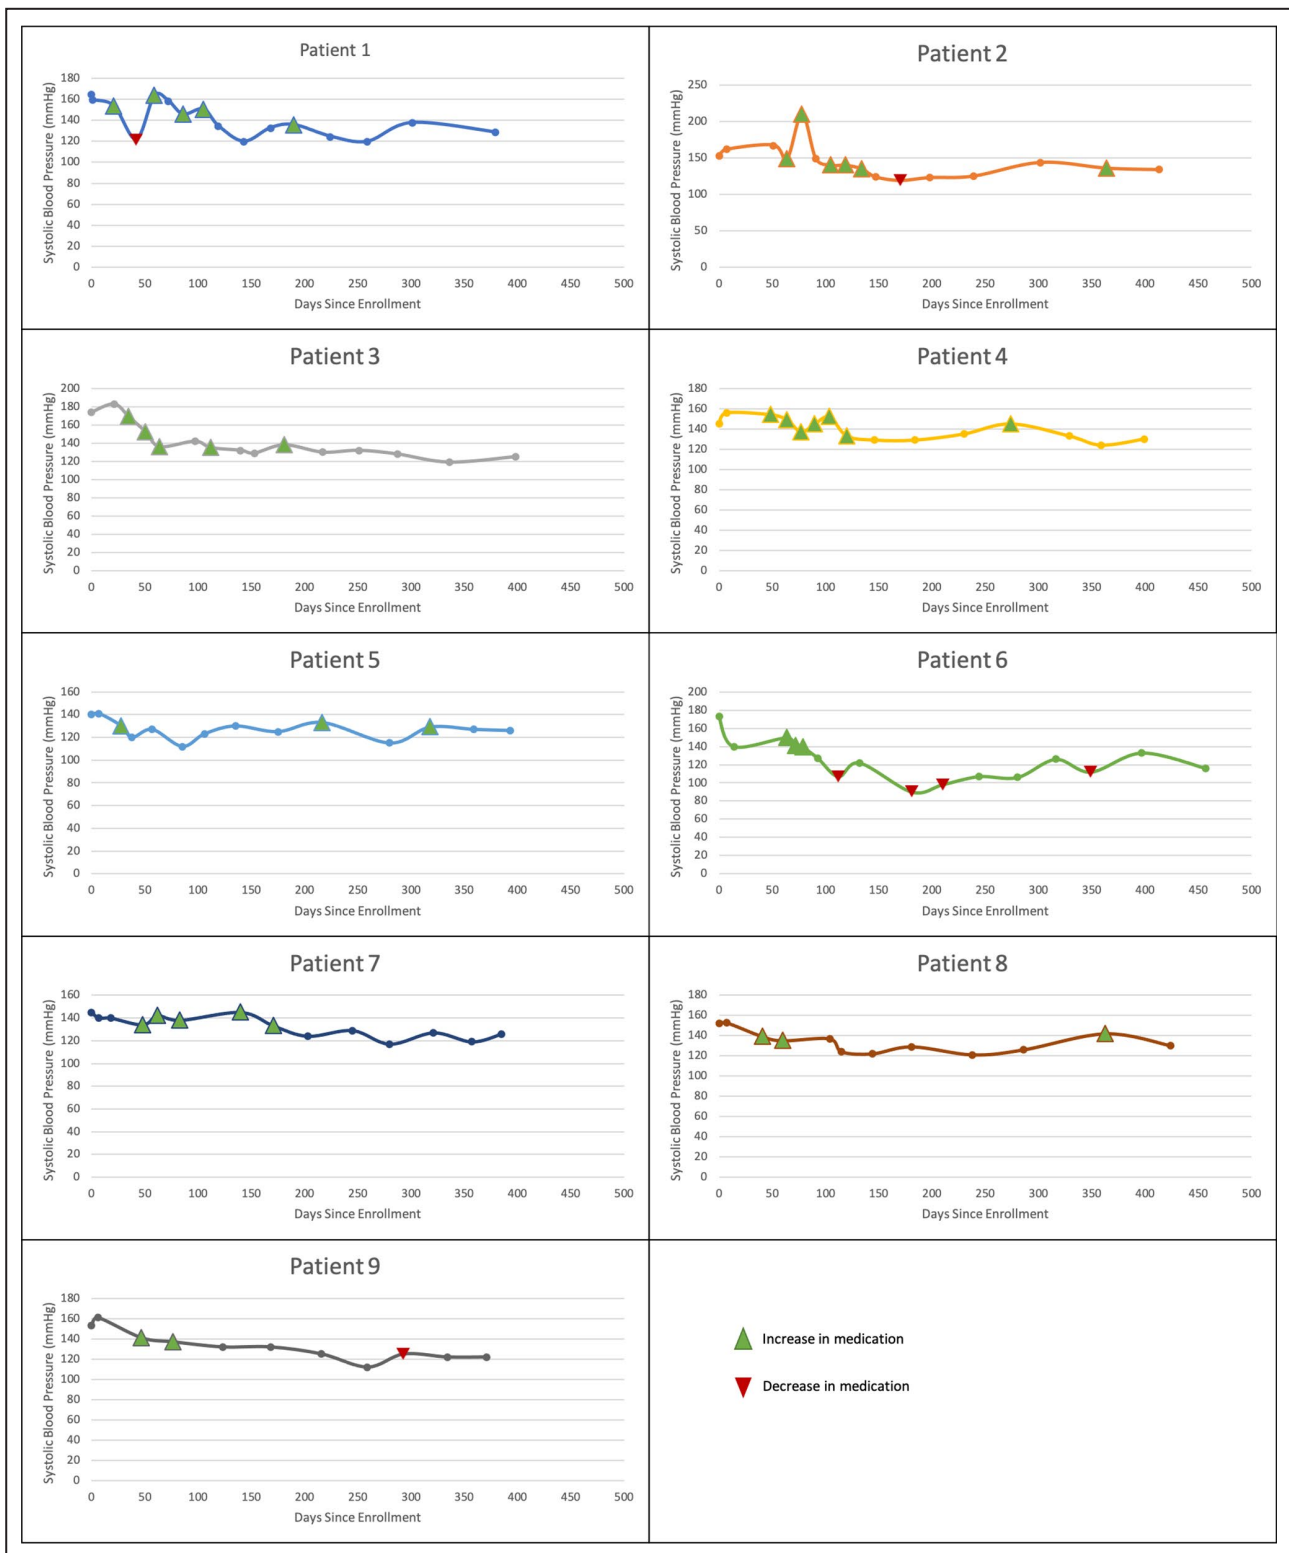 Patient 1
Systolic Blood Pressure (mmHg)
180
160
140
120
100
80
60
40
20
0
0 50 100 150 200 250 300 350 400 450 500
Days Since Enrollment
Patient 2
Systolic Blood Pressure (mmHg)
250
200
150
100
50
0
0 50 100 150 200 250 300 350 400 450 500
Days Since Enrollment
Patient 3
Systolic Blood Pressure (mmHg)
200
180
160
140
120
100
80
60
40
20
0
0 50 100 150 200 250 300 350 400 450 500
Days Since Enrollment
Patient 4
Systolic Blood Pressure (mmHg)
180
160
140
120
100
80
60
40
20
0
0 50 100 150 200 250 300 350 400 450 500
Days Since Enrollment
Patient 5
Systolic Blood Pressure (mmHg)
160
140
120
100
80
60
40
20
0
0 50 100 150 200 250 300 350 400 450 500
Days Since Enrollment
Patient 6
Systolic Blood Pressure (mmHg)
200
180
160
140
120
100
80
60
40
20
0
0 50 100 150 200 250 300 350 400 450 500
Days Since Enrollment
Patient 7
Systolic Blood Pressure (mmHg)
160
140
120
100
80
60
40
20
0
0 50 100 150 200 250 300 350 400 450 500
Days Since Enrollment
Patient 8
Systolic Blood Pressure (mmHg)
180
160
140
120
100
80
60
40
20
0
0 50 100 150 200 250 300 350 400 450 500
Days Since Enrollment
Patient 9
Systolic Blood Pressure (mmHg)
180
160
140
120
100
80
60
40
20
0
0 50 100 150 200 250 300 350 400 450 500
Days Since Enrollment
Increase in medication
Decrease in medication